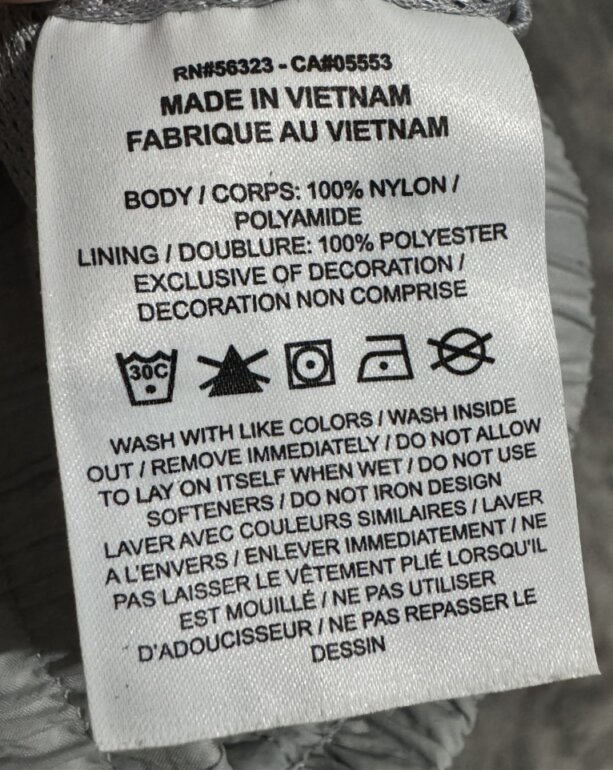 RN#56323 - CA#05553
MADE IN VIETNAM
FABRIQUE AU VIETNAM
BODY / CORPS: 100% NYLON /
POLYAMIDE
LINING / DOUBLURE: 100% POLYESTER
EXCLUSIVE OF DECORATION /
DECORATION NON COMPRISE
30C
WASH WITH LIKE COLORS / WASH INSIDE
OUT / REMOVE IMMEDIATELY / DO NOT ALLOW
TO LAY ON ITSELF WHEN WET / DO NOT USE
SOFTENERS / DO NOT IRON DESIGN
LAVER AVEC COULEURS SIMILAIRES / LAVER
A L'ENVERS / ENLEVER IMMEDIATEMENT / NE
PAS LAISSER LE VÊTEMENT PLIÉ LORSQU'IL
EST MOUILLÉ / NE PAS UTILISER
D'ADOUCISSEUR / NE PAS REPASSER LE
DESSIN